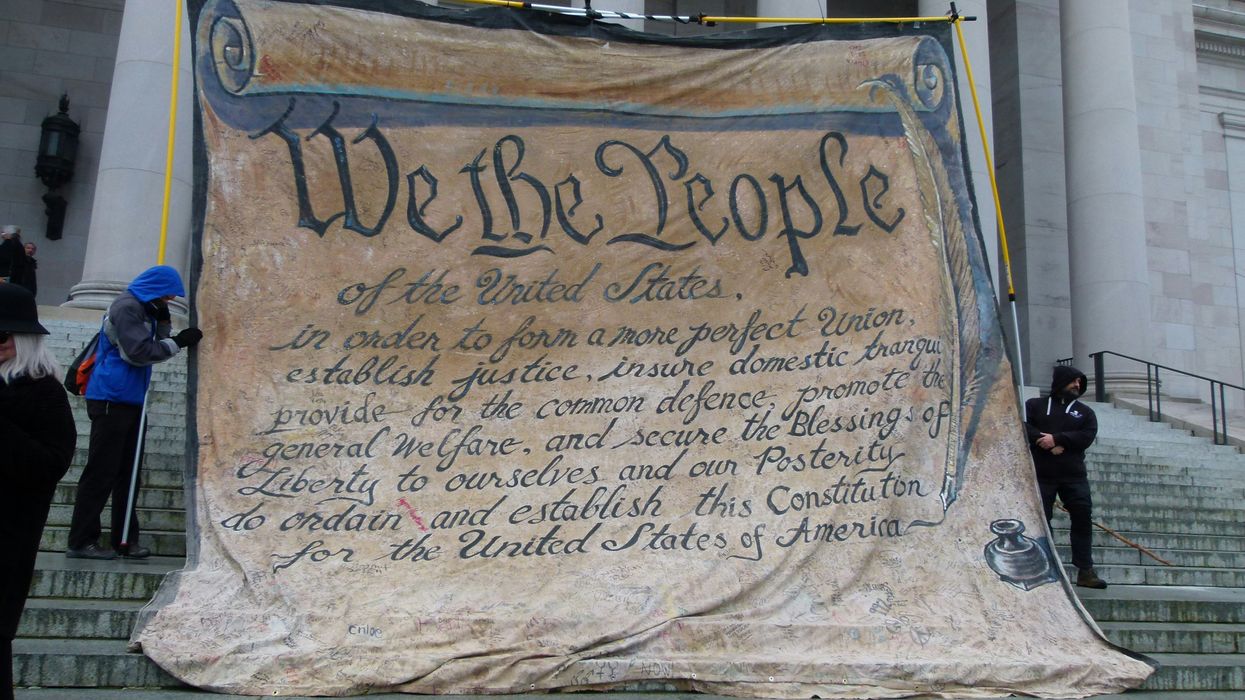 We the People
of the United States,
in order to form a more perfect Union,
establish justice, insure domestic tranqui
provide for the common defence, promote the
general Welfare, and secure the Blessings of
Liberty to ourselves and our Posterity
do ordain and establish this Constitution
for the United States of America
Chloe